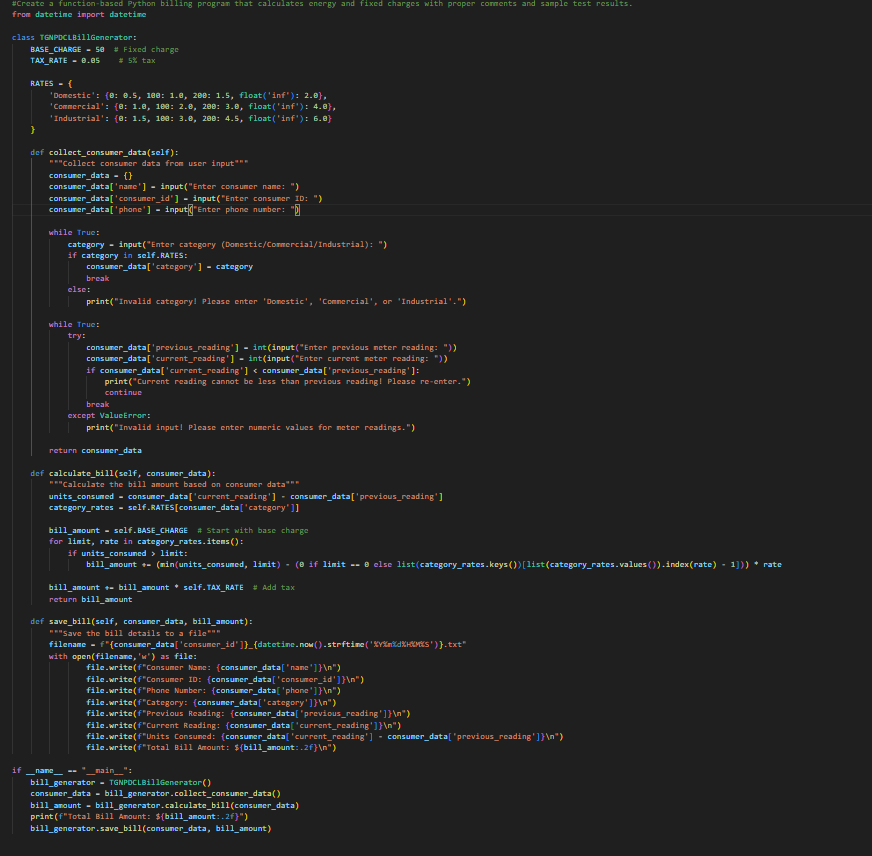 #Create a function-based Python billing program that calculates energy and fixed charges with proper comments and sample test results.
from datetime import datetime

class TGNPDCLBillGenerator:
    BASE_CHARGE = 50  # Fixed charge
    TAX_RATE = 0.05    # 5% tax

    RATES = {
        'Domestic': {0: 0.5, 100: 1.0, 200: 1.5, float('inf'): 2.0},
        'Commercial': {0: 1.0, 100: 2.0, 200: 3.0, float('inf'): 4.0},
        'Industrial': {0: 1.5, 100: 3.0, 200: 4.5, float('inf'): 6.0}
    }

    def collect_consumer_data(self):
        """Collect consumer data from user input"""
        consumer_data = {}
        consumer_data['name'] = input("Enter consumer name: ")
        consumer_data['consumer_id'] = input("Enter consumer ID: ")
        consumer_data['phone'] = input("Enter phone number: ")

        while True:
            category = input("Enter category (Domestic/Commercial/Industrial): ")
            if category in self.RATES:
                consumer_data['category'] = category
                break
            else:
                print("Invalid category! Please enter 'Domestic', 'Commercial', or 'Industrial'.")

        while True:
            try:
                consumer_data['previous_reading'] = int(input("Enter previous meter reading: "))
                consumer_data['current_reading'] = int(input("Enter current meter reading: "))
                if consumer_data['current_reading'] < consumer_data['previous_reading']:
                    print("Current reading cannot be less than previous reading! Please re-enter.")
                    continue
                break
            except ValueError:
                print("Invalid input! Please enter numeric values for meter readings.")

        return consumer_data

    def calculate_bill(self, consumer_data):
        """Calculate the bill amount based on consumer data"""
        units_consumed = consumer_data['current_reading'] - consumer_data['previous_reading']
        category_rates = self.RATES[consumer_data['category']]

        bill_amount = self.BASE_CHARGE  # Start with base charge
        for limit, rate in category_rates.items():
            if units_consumed > limit:
                bill_amount += (min(units_consumed, limit) - (0 if limit == 0 else list(category_rates.keys())[list(category_rates.values()).index(rate) - 1])) * rate

        bill_amount += bill_amount * self.TAX_RATE  # Add tax
        return bill_amount

    def save_bill(self, consumer_data, bill_amount):
        """Save the bill details to a file"""
        filename = f"{consumer_data['consumer_id']}_{datetime.now().strftime('%Y%m%d%H%M%S')}.txt"
        with open(filename,'w') as file:
                file.write(f"Consumer Name: {consumer_data['name']}\n")
                file.write(f"Consumer ID: {consumer_data['consumer_id']}\n")
                file.write(f"Phone Number: {consumer_data['phone']}\n")
                file.write(f"Category: {consumer_data['category']}\n")
                file.write(f"Previous Reading: {consumer_data['previous_reading']}\n")
                file.write(f"Current Reading: {consumer_data['current_reading']}\n")
                file.write(f"Units Consumed: {consumer_data['current_reading'] - consumer_data['previous_reading']}\n")
                file.write(f"Total Bill Amount: ${bill_amount:.2f}\n")

if __name__ == "__main__":
    bill_generator = TGNPDCLBillGenerator()
    consumer_data = bill_generator.collect_consumer_data()
    bill_amount = bill_generator.calculate_bill(consumer_data)
    print(f"Total Bill Amount: ${bill_amount:.2f}")
    bill_generator.save_bill(consumer_data, bill_amount)